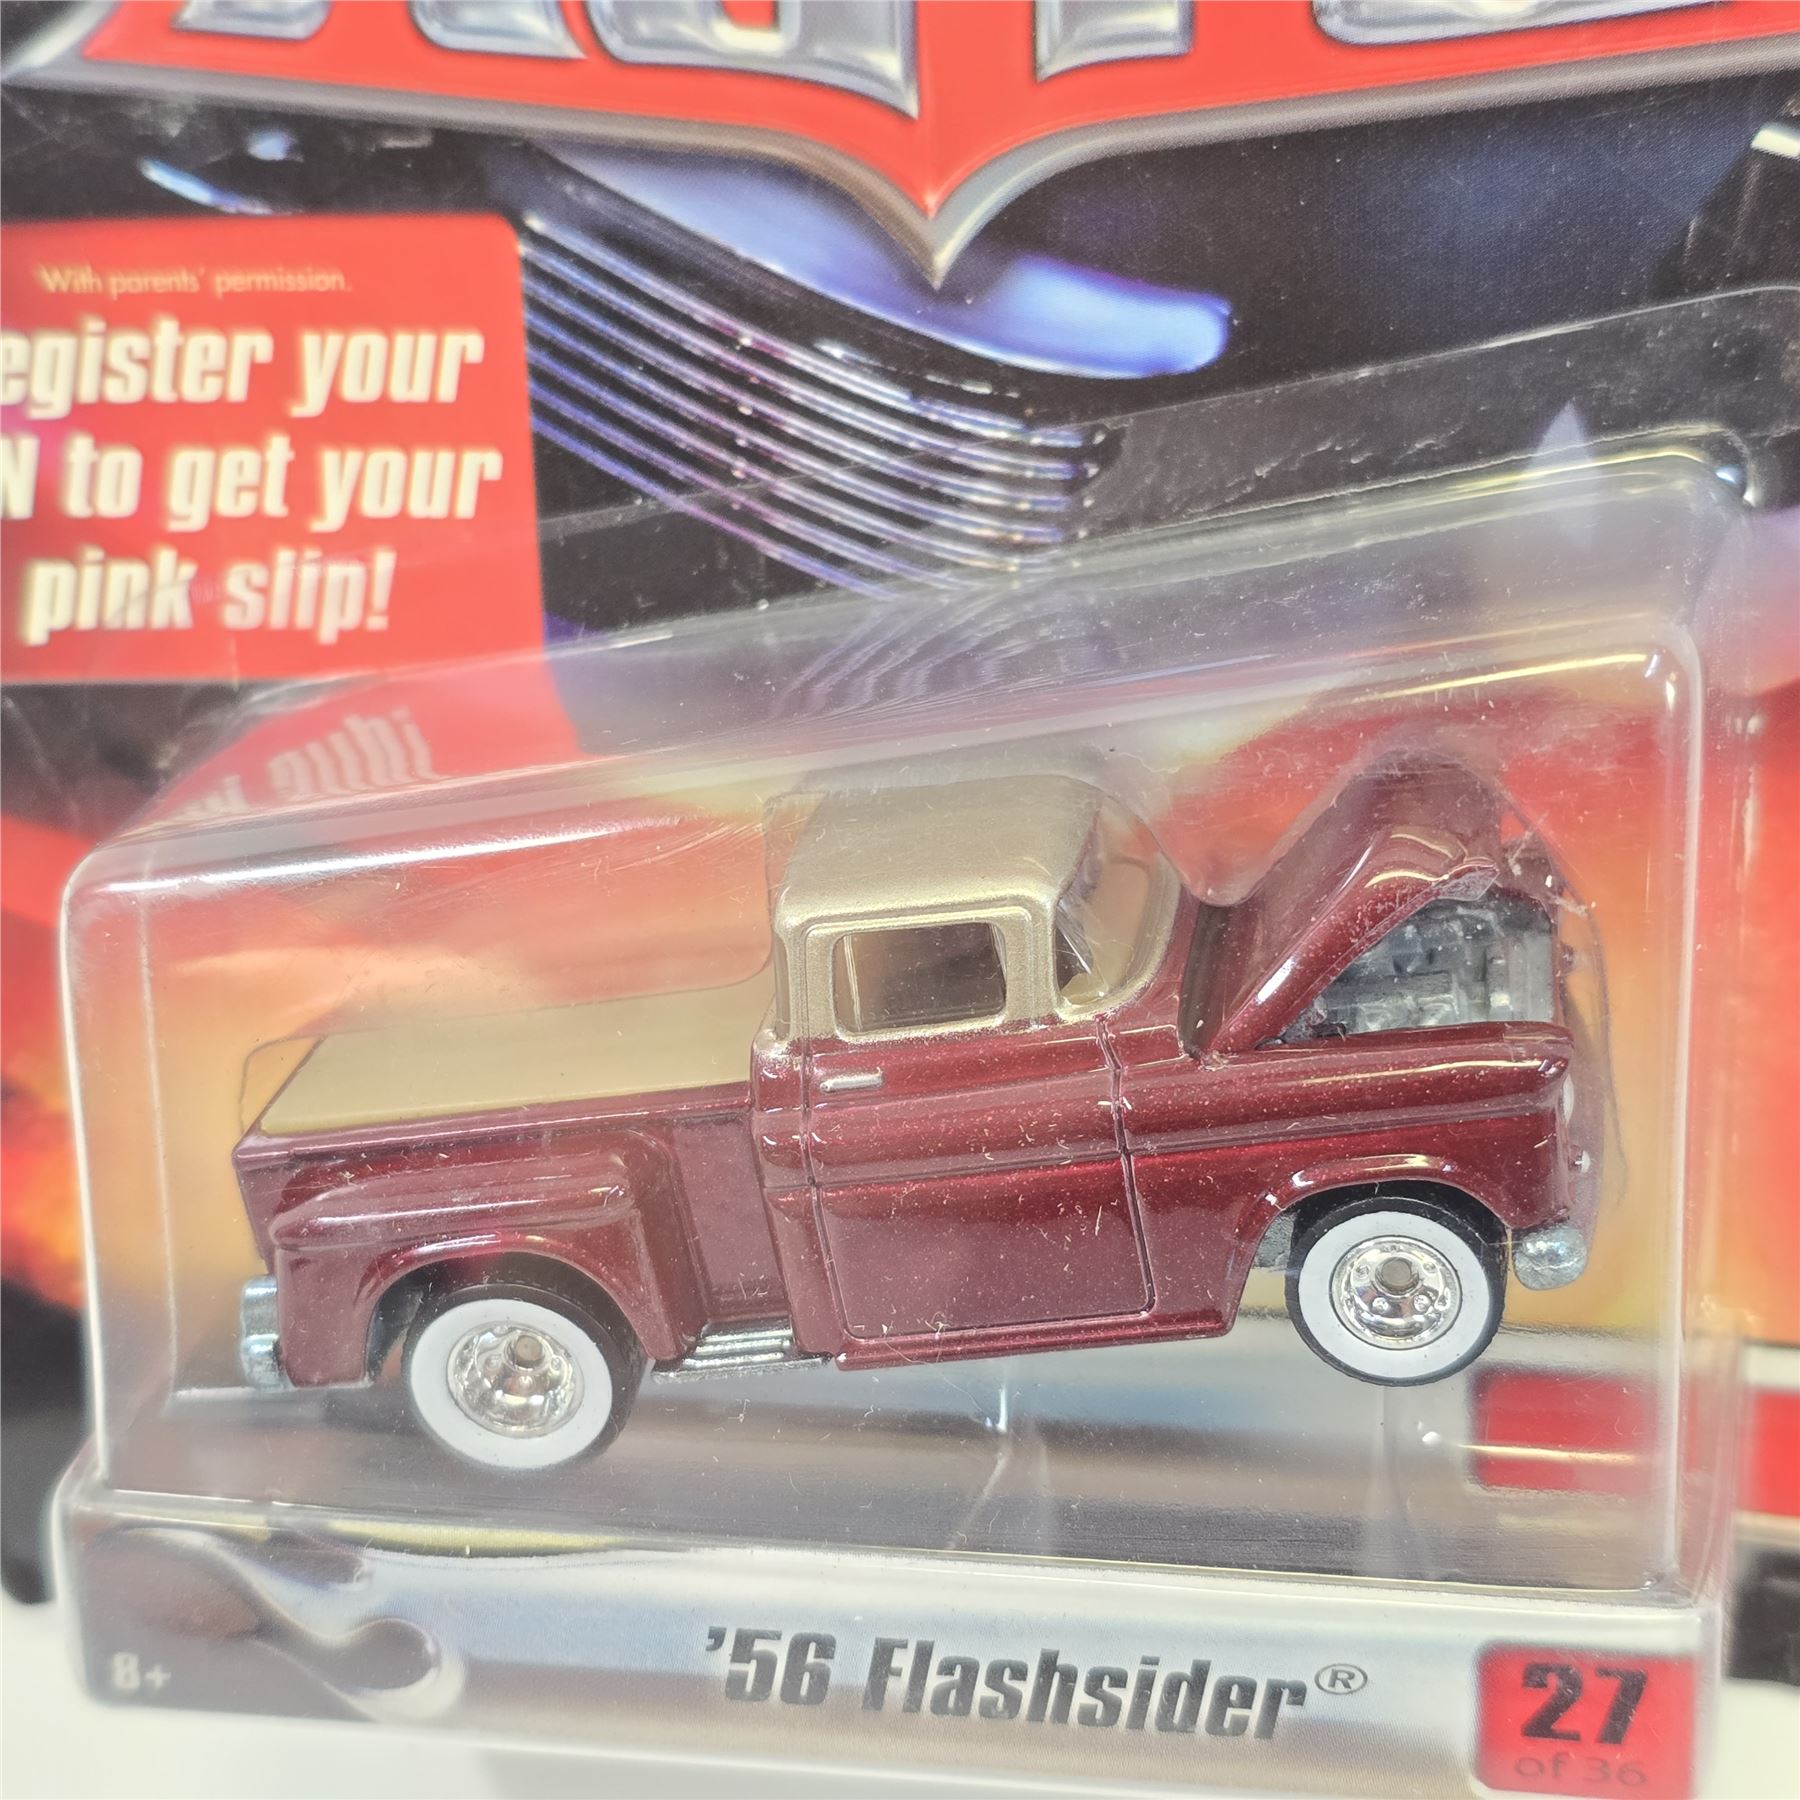 With parents' permission.
egister your
N to get your
pink slip!
8+
'56 Flashsider®
27
of 36